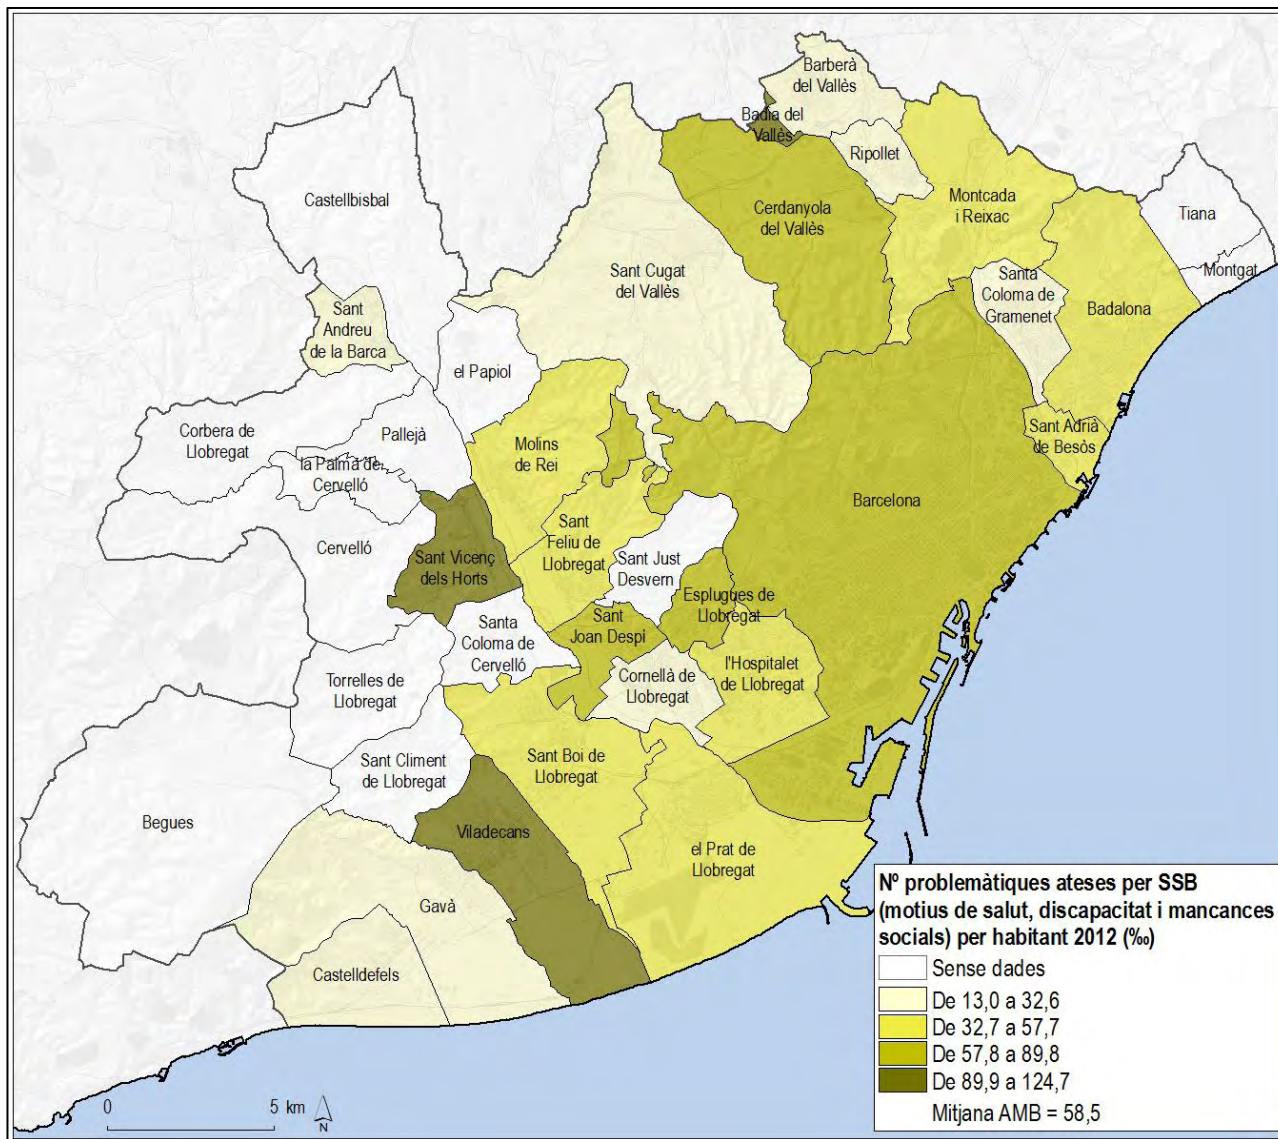 Barberà
del Vallès
Badia del
Vallès
Ripollet
Castellbisbal
Cerdanyola
del Vallès
Montcada
i Reixac
Tiana
Montgat
Sant Cugat
del Vallès
Santa
Coloma de
Gramenet
Badalona
Sant
Andreu
de la Barca
el Papiol
Corbera de
Llobregat
Pallejà
Molins
de Rei
Sant Adrià
de Besòs
la Palma de
Cervelló
Barcelona
Cervelló
Sant Vicenç
dels Horts
Sant
Feliu de
Llobregat
Sant Just
Desvern
Esplugues de
Llobregat
Santa
Coloma de
Cervelló
Sant
Joan Despí
Cornellà de
Llobregat
l'Hospitalet
de Llobregat
Torrelles de
Llobregat
Sant Climent
de Llobregat
Sant Boi de
Llobregat
Begues
Viladecans
el Prat de
Llobregat
Gavà
Castelldefels
Nº problemàtiques ateses per SSB
(motius de salut, discapacitat i mancances
socials) per habitant 2012 (‰)
Sense dades
De 13,0 a 32,6
De 32,7 a 57,7
De 57,8 a 89,8
De 89,9 a 124,7
Mitjana AMB = 58,5
0 5 km
N